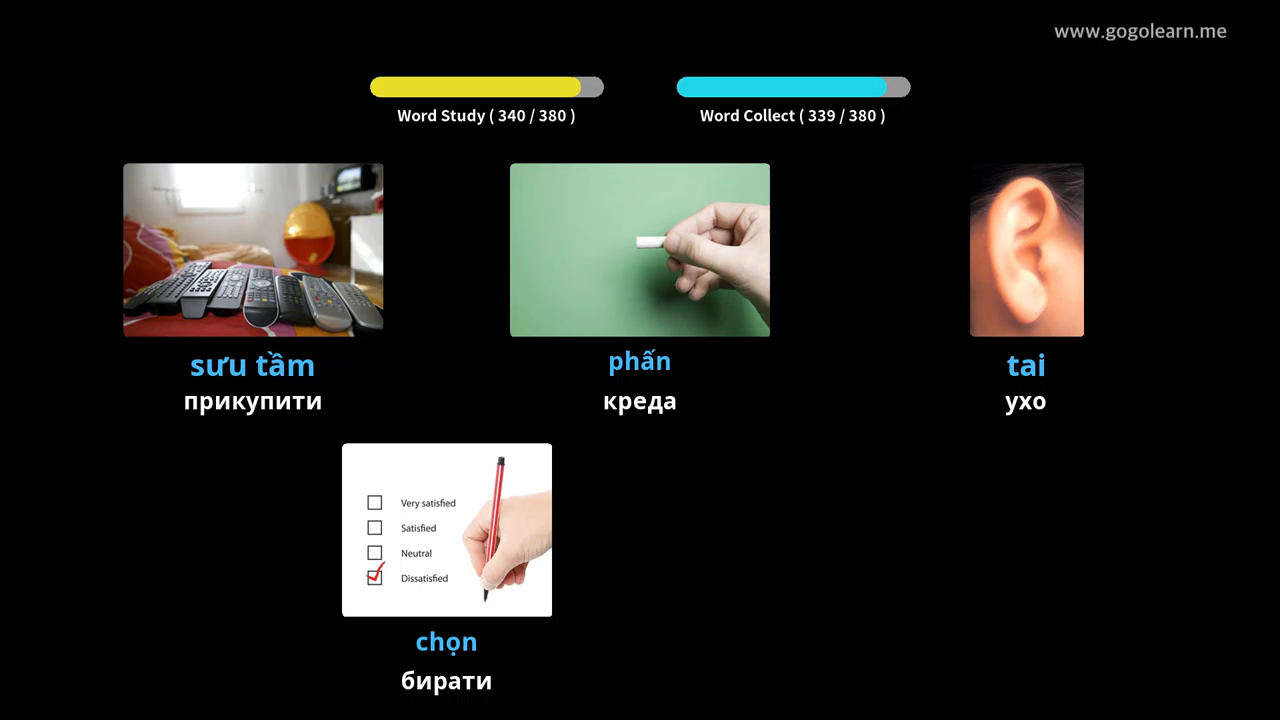 www.gogolearn.me
Word Study ( 340 / 380 )
Word Collect ( 339 / 380 )
sưu tầm
прикупити
phấn
креда
tai
ухо
Very satisfied
Satisfied
Neutral
Dissatisfied
chọn
бирати